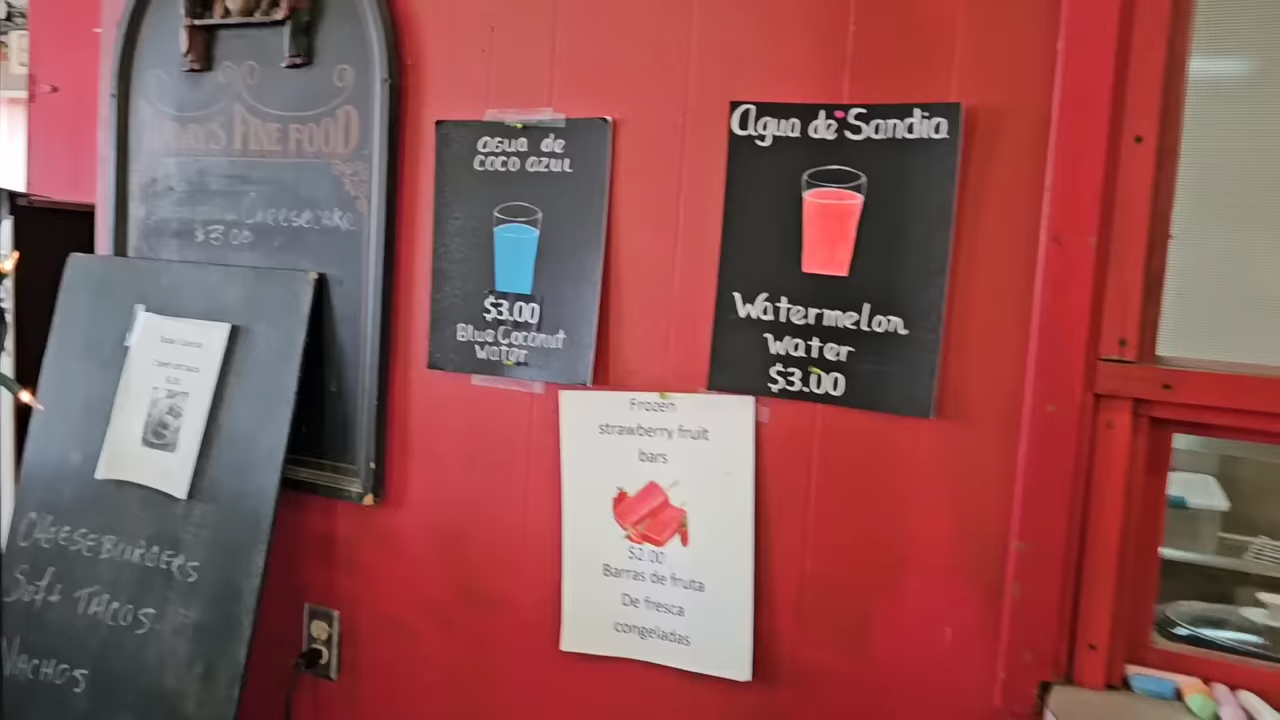 FINE FOOD
Cheesecake
$3.00
CHEESEBURGERS
Soft TACOS
NACHOS
agua de
coco azul
$3.00
Blue Coconut
water
Agua de Sandia
Watermelon
water
$3.00
Frozen
strawberry fruit
bars
$2.00
Barras de fruta
De fresca
congeladas